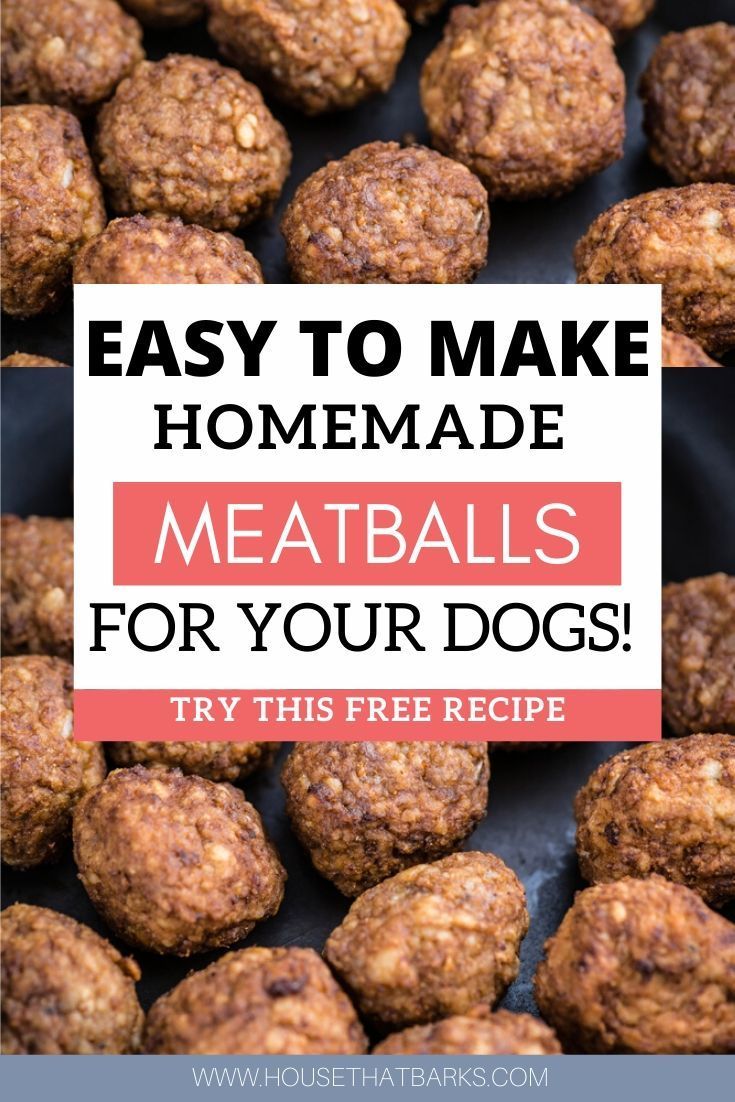 EASY TO MAKE
HOMEMADE
MEATBALLS
FOR YOUR DOGS!
TRY THIS FREE RECIPE
WWW.HOUSETHATBARKS.COM